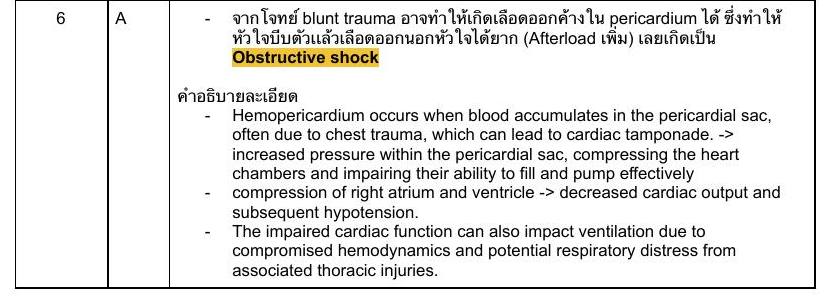 6 A - จากโจทย์ blunt trauma อาจทำให้เกิดเลือดออกค้างใน pericardium ได้ ซึ่งทำให้
หัวใจบีบตัวแล้วเลือดออกนอกหัวใจได้ยาก (Afterload เพิ่ม) เลยเกิดเป็น
Obstructive shock
คำอธิบายละเอียด
- Hemopericardium occurs when blood accumulates in the pericardial sac,
often due to chest trauma, which can lead to cardiac tamponade. ->
increased pressure within the pericardial sac, compressing the heart
chambers and impairing their ability to fill and pump effectively
- compression of right atrium and ventricle -> decreased cardiac output and
subsequent hypotension.
- The impaired cardiac function can also impact ventilation due to
compromised hemodynamics and potential respiratory distress from
associated thoracic injuries.